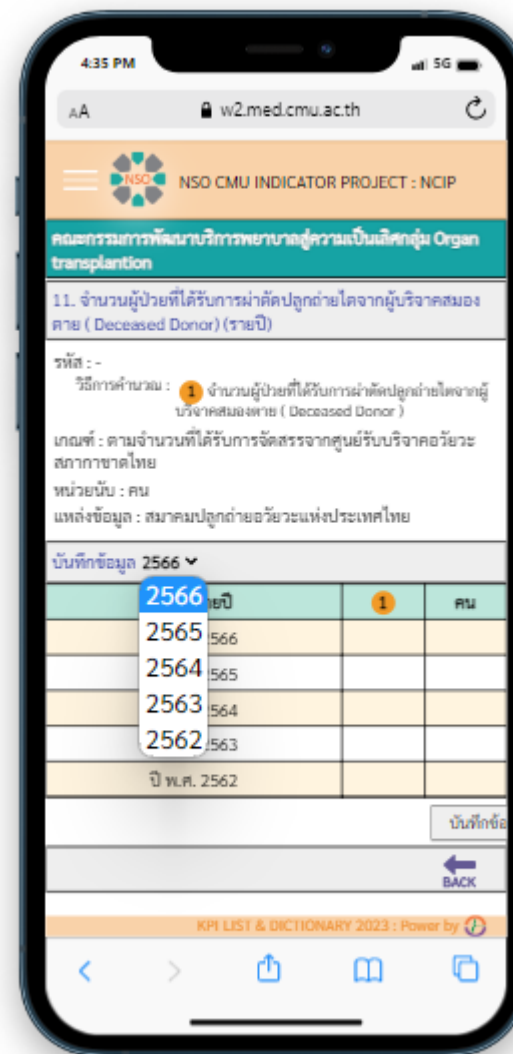 4:35 PM
5G
AA
w2.med.cmu.ac.th
NSO
NSO CMU INDICATOR PROJECT : NCIP
คณะกรรมการพัฒนาบริการพยาบาลสู่ความเป็นเลิศกลุ่ม Organ
transplantion
11. จำนวนผู้ป่วยที่ได้รับการผ่าตัดปลูกถ่ายไตจากผู้บริจาคสมอง
ตาย ( Deceased Donor) (รายปี)
รหัส : -
วิธีการคำนวณ : 1 จำนวนผู้ป่วยที่ได้รับการผ่าตัดปลูกถ่ายไตจากผู้
บริจาคสมองตาย ( Deceased Donor )
เกณฑ์ : ตามจำนวนที่ได้รับการจัดสรรจากศูนย์รับบริจาคอวัยวะ
สภากาชาดไทย
หน่วยนับ : คน
แหล่งข้อมูล : สมาคมปลูกถ่ายอวัยวะแห่งประเทศไทย
บันทึกข้อมูล 2566
2566
2565
2564
2563
2562
ยปี 1 คน
2566
2565
2564
2563
ปี พ.ศ. 2562
บันทึกข้อ
BACK
KPI LIST & DICTIONARY 2023 : Power by